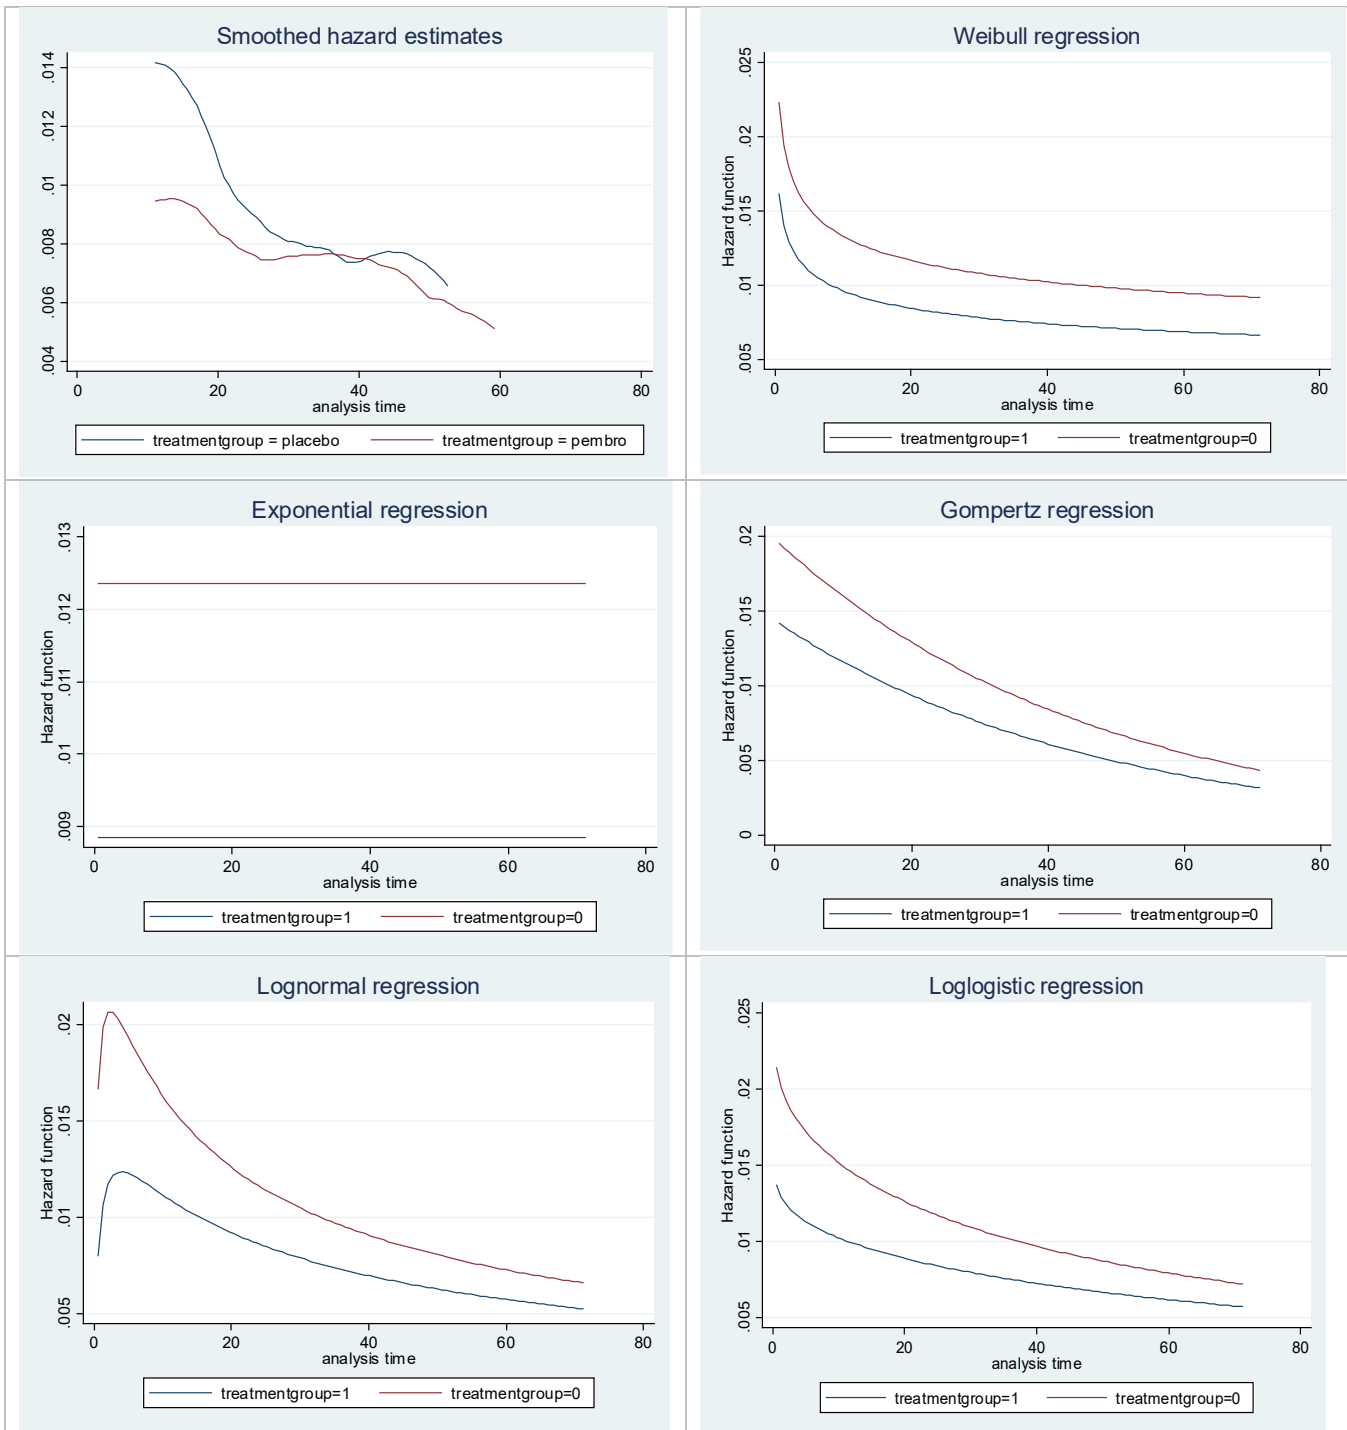 Smoothed hazard estimates
.014
.012
.01
.008
.006
.004
0 20 40 60 80
analysis time
treatmentgroup = placebo treatmentgroup = pembro
Weibull regression
Hazard function
.025
.02
.015
.01
.005
0 20 40 60 80
analysis time
treatmentgroup=1 treatmentgroup=0
Exponential regression
Hazard function
.013
.012
.011
.01
.009
0 20 40 60 80
analysis time
treatmentgroup=1 treatmentgroup=0
Gompertz regression
Hazard function
.02
.015
.01
.005
0
0 20 40 60 80
analysis time
treatmentgroup=1 treatmentgroup=0
Lognormal regression
Hazard function
.02
.015
.01
.005
0 20 40 60 80
analysis time
treatmentgroup=1 treatmentgroup=0
Loglogistic regression
Hazard function
.025
.02
.015
.01
.005
0 20 40 60 80
analysis time
treatmentgroup=1 treatmentgroup=0